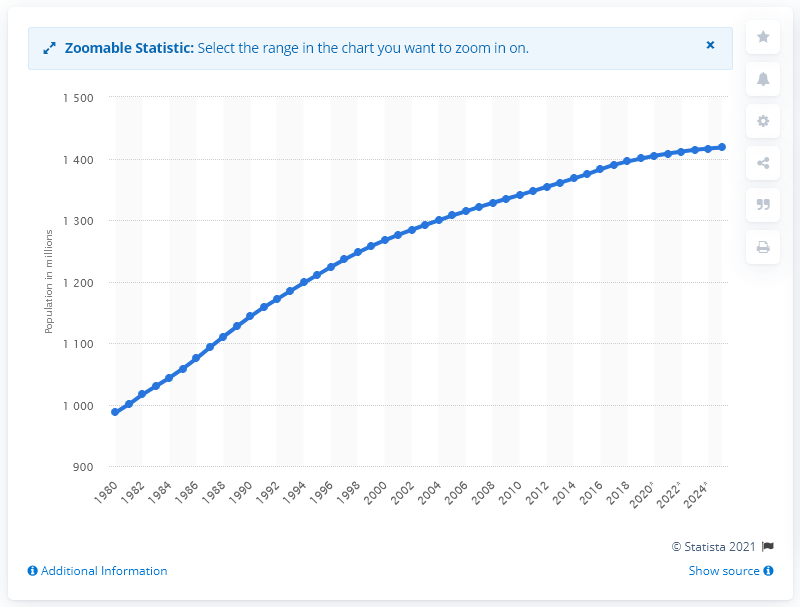 Zoomable Statistic: Select the range in the chart you want to zoom in on.
Population in millions
1 500
1 400
1 300
1 200
1 100
1 000
900
1980 1982 1984 1986 1988 1990 1992 1994 1996 1998 2000 2002 2004 2006 2008 2010 2012 2014 2016 2018 2020* 2022* 2024*
© Statista 2021
Additional Information
Show source